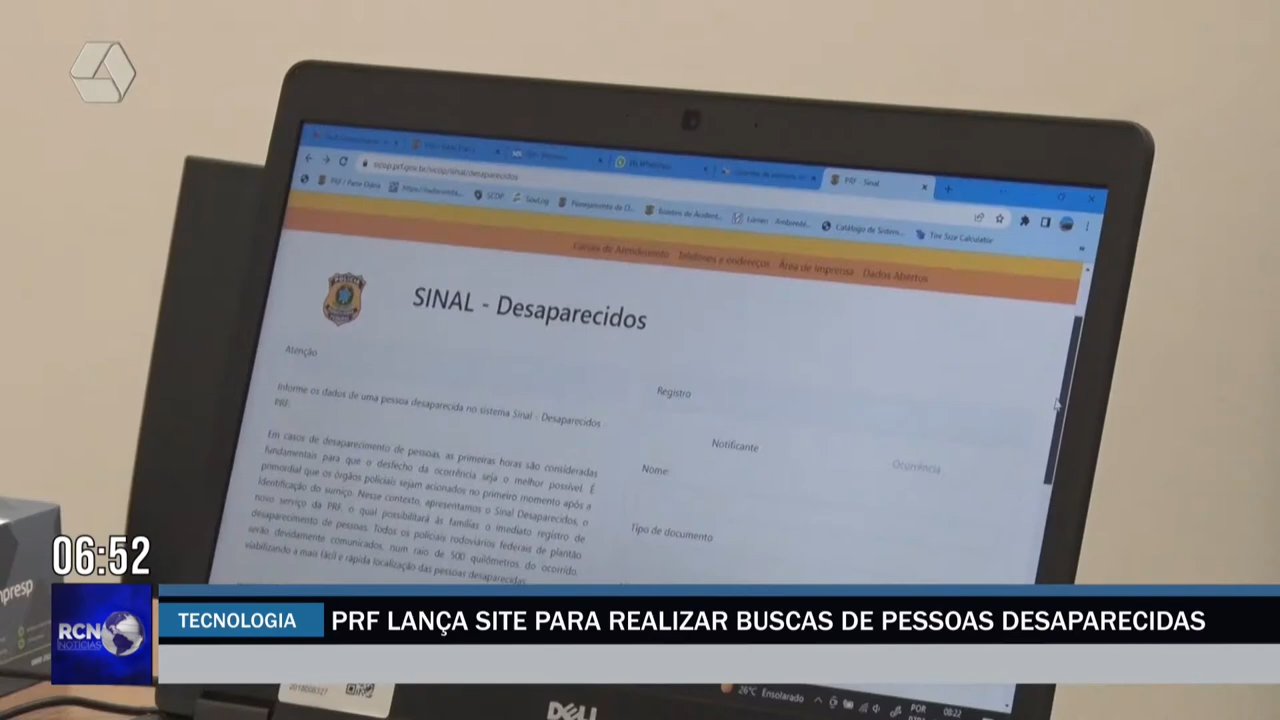 PRF - Sinal
PRF / Parte Diária
SCDP
Catálogo de Sistem...
Tire Size Calculator
Canais de Atendimento Telefones e endereços Área de Imprensa Dados Abertos
SINAL - Desaparecidos
Atenção
Registro
Informe os dados de uma pessoa desaparecida no sistema Sinal - Desaparecidos
PRF.
Notificante
Ocorrência
Em casos de desaparecimento de pessoas, as primeiras horas são consideradas
fundamentais para que o desfecho da ocorrência seja o melhor possível. É
primordial que os órgãos policiais sejam acionados no primeiro momento após a
identificação do sumiço. Nesse contexto, apresentamos o Sinal Desaparecidos, o
novo serviço da PRF, o qual possibilitará às famílias o imediato registro de
desaparecimento de pessoas. Todos os policiais rodoviários federais de plantão
serão devidamente comunicados, num raio de 500 quilômetros do ocorrido,
viabilizando a mais fácil e rápida localização das pessoas desaparecidas.
Nome
Tipo de documento
06:52
RCN
NOTÍCIAS
TECNOLOGIA
PRF LANÇA SITE PARA REALIZAR BUSCAS DE PESSOAS DESAPARECIDAS
26°C Ensolarado
POR
08:22
DELL